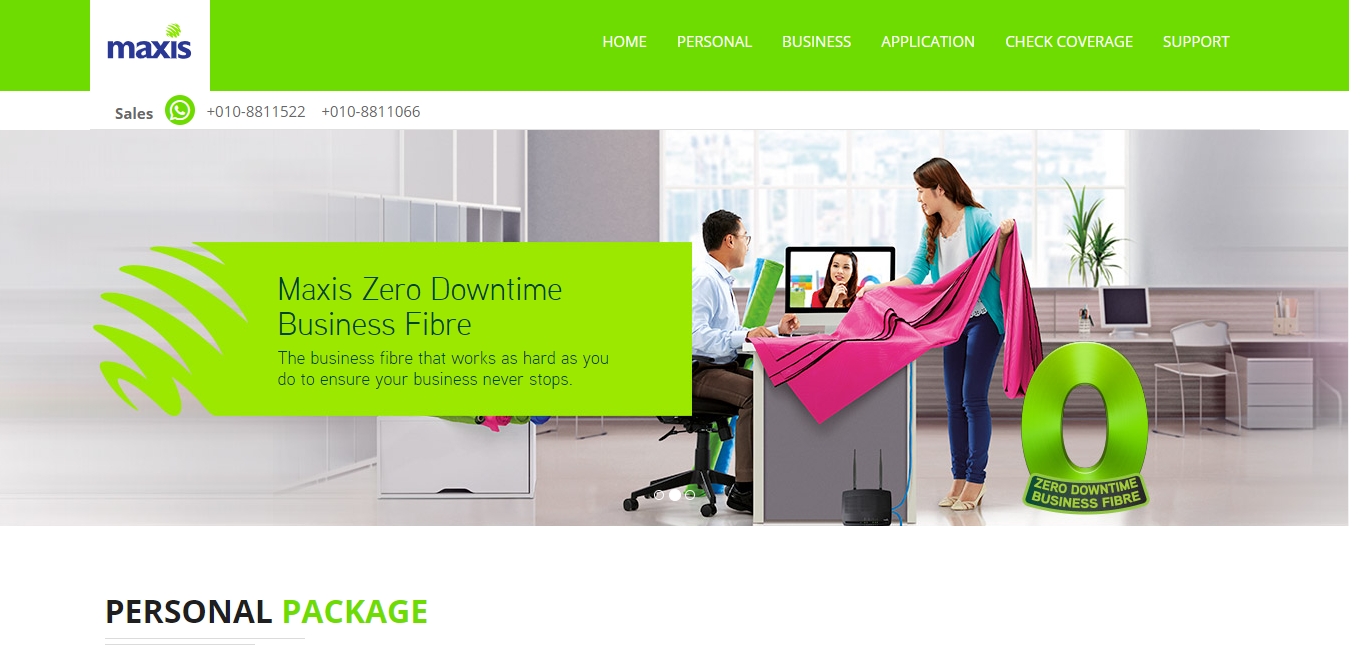 maxis
HOME PERSONAL BUSINESS APPLICATION CHECK COVERAGE SUPPORT
Sales +010-8811522 +010-8811066
Maxis Zero Downtime
Business Fibre
The business fibre that works as hard as you
do to ensure your business never stops.
0
ZERO DOWNTIME
BUSINESS FIBRE
PERSONAL PACKAGE